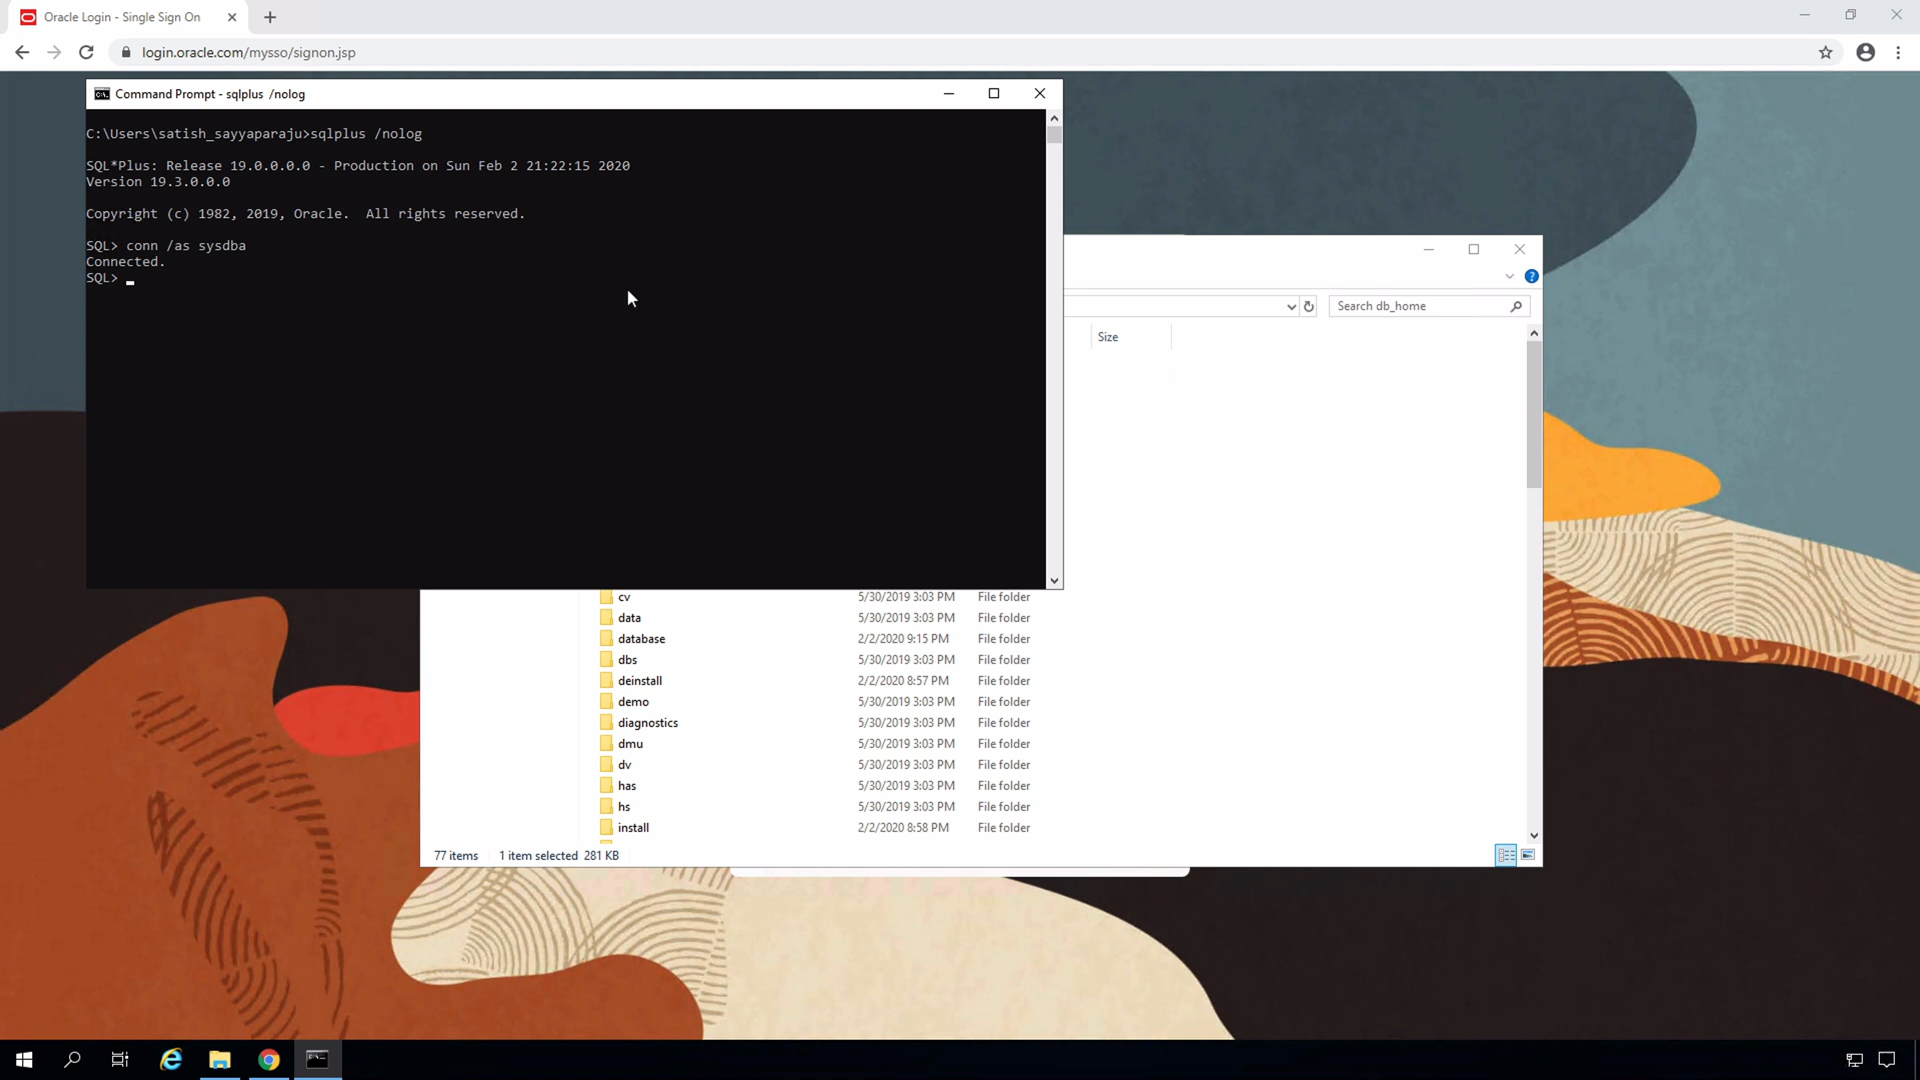 Oracle Login - Single Sign On
login.oracle.com/mysso/signon.jsp
Command Prompt - sqlplus /nolog
C:\Users\satish_sayyaparaju>sqlplus /nolog
SQL*Plus: Release 19.0.0.0.0 - Production on Sun Feb 2 21:22:15 2020
Version 19.3.0.0.0
Copyright (c) 1982, 2019, Oracle.  All rights reserved.
SQL> conn /as sysdba
Connected.
SQL>
Search db_home
Size
cv 5/30/2019 3:03 PM File folder
data 5/30/2019 3:03 PM File folder
database 2/2/2020 9:15 PM File folder
dbs 5/30/2019 3:03 PM File folder
deinstall 2/2/2020 8:57 PM File folder
demo 5/30/2019 3:03 PM File folder
diagnostics 5/30/2019 3:03 PM File folder
dmu 5/30/2019 3:03 PM File folder
dv 5/30/2019 3:03 PM File folder
has 5/30/2019 3:03 PM File folder
hs 5/30/2019 3:03 PM File folder
install 2/2/2020 8:58 PM File folder
77 items 1 item selected 281 KB